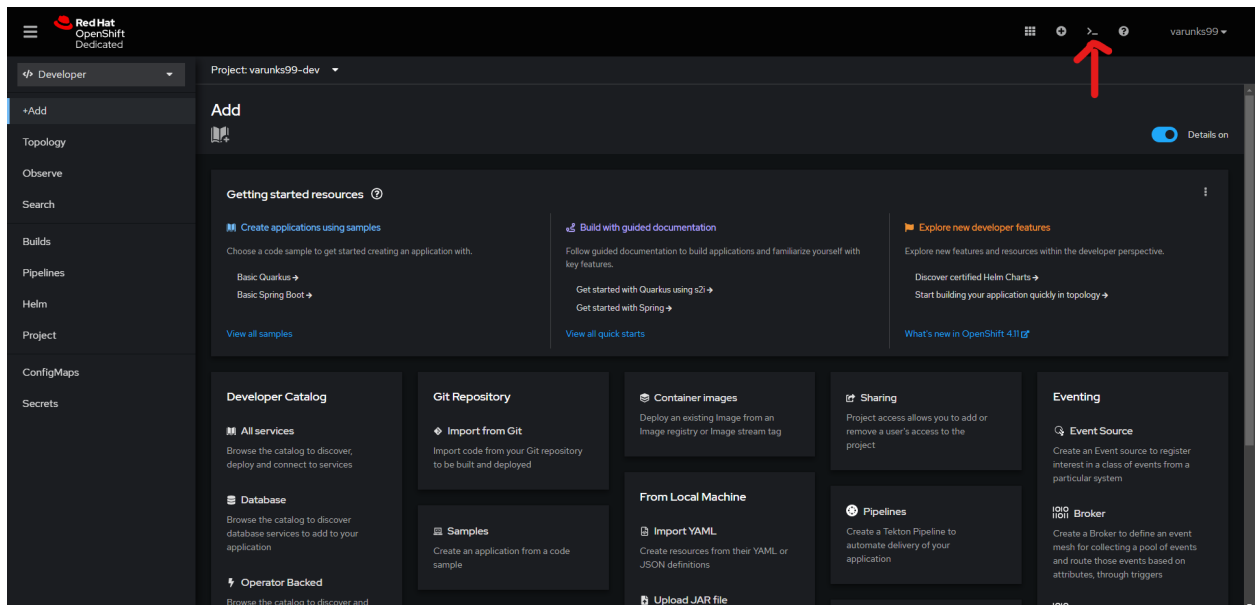 Red Hat
OpenShift
Dedicated
varunks99
Developer
Project: varunks99-dev
+Add
Topology
Observe
Search
Builds
Pipelines
Helm
Project
ConfigMaps
Secrets
Add
Details on
Getting started resources
Create applications using samples
Choose a code sample to get started creating an application with.
Basic Quarkus →
Basic Spring Boot →
View all samples
Build with guided documentation
Follow guided documentation to build applications and familiarize yourself with
key features.
Get started with Quarkus using s2i →
Get started with Spring →
View all quick starts
Explore new developer features
Explore new features and resources within the developer perspective.
Discover certified Helm Charts →
Start building your application quickly in topology →
What's new in OpenShift 4.11
Developer Catalog
All services
Browse the catalog to discover,
deploy and connect to services
Database
Browse the catalog to discover
database services to add to your
application
Operator Backed
Browse the catalog to discover and
Git Repository
Import from Git
Import code from your Git repository
to be built and deployed
Samples
Create an application from a code
sample
Container images
Deploy an existing Image from an
Image registry or Image stream tag
From Local Machine
Import YAML
Create resources from their YAML or
JSON definitions
Upload JAR file
Sharing
Project access allows you to add or
remove a user's access to the
project
Pipelines
Create a Tekton Pipeline to
automate delivery of your
application
Eventing
Event Source
Create an Event source to register
interest in a class of events from a
particular system
Broker
Create a Broker to define an event
mesh for collecting a pool of events
and route those events based on
attributes, through triggers